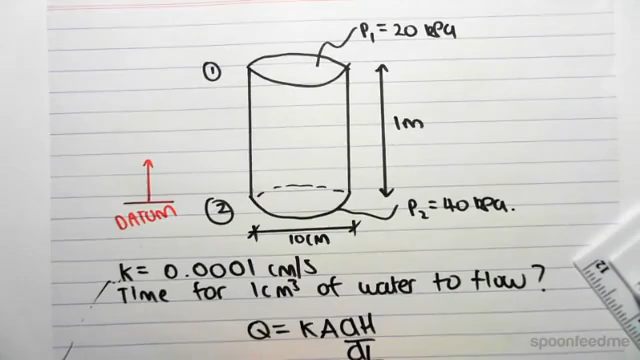 P₁ = 20 kPa
①
1m
DATUM
②
P₂ = 40 kPa.
10cm
k = 0.0001 cm/s
Time for 1cm³ of water to flow?
Q = KA dH/dl
12
spoonfeedme